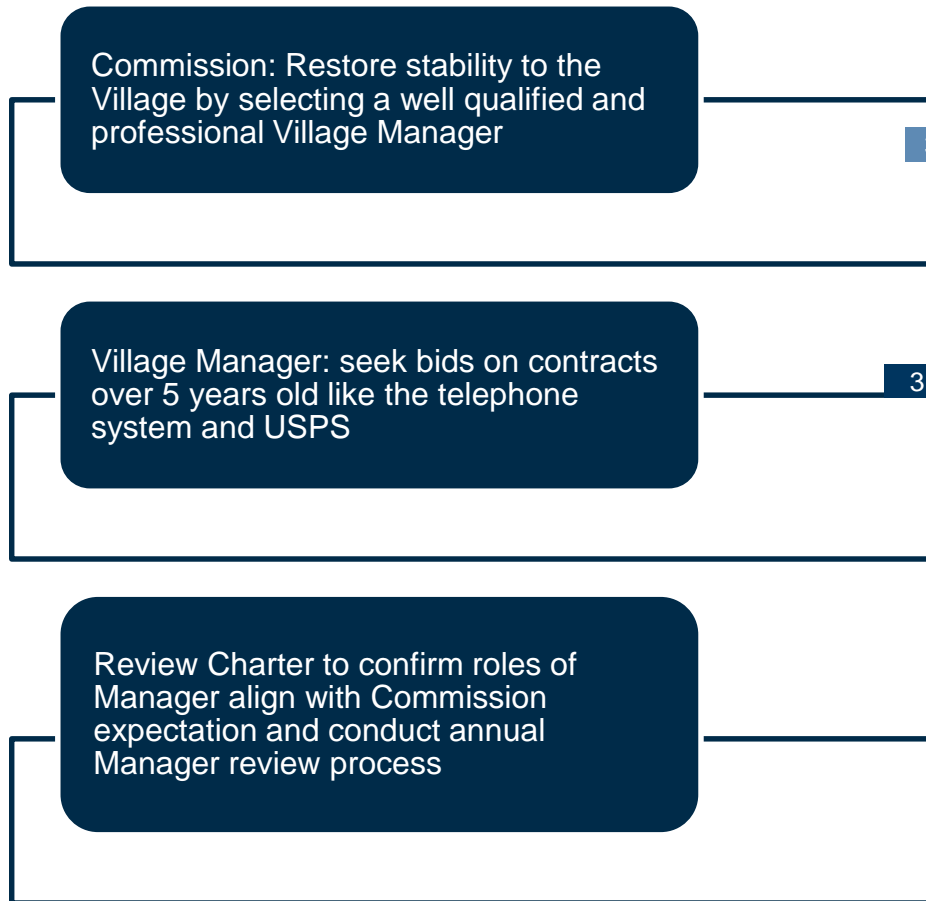 Commission: Restore stability to the
Village by selecting a well qualified and
professional Village Manager
Village Manager: seek bids on contracts
over 5 years old like the telephone
system and USPS
3
Review Charter to confirm roles of
Manager align with Commission
expectation and conduct annual
Manager review process